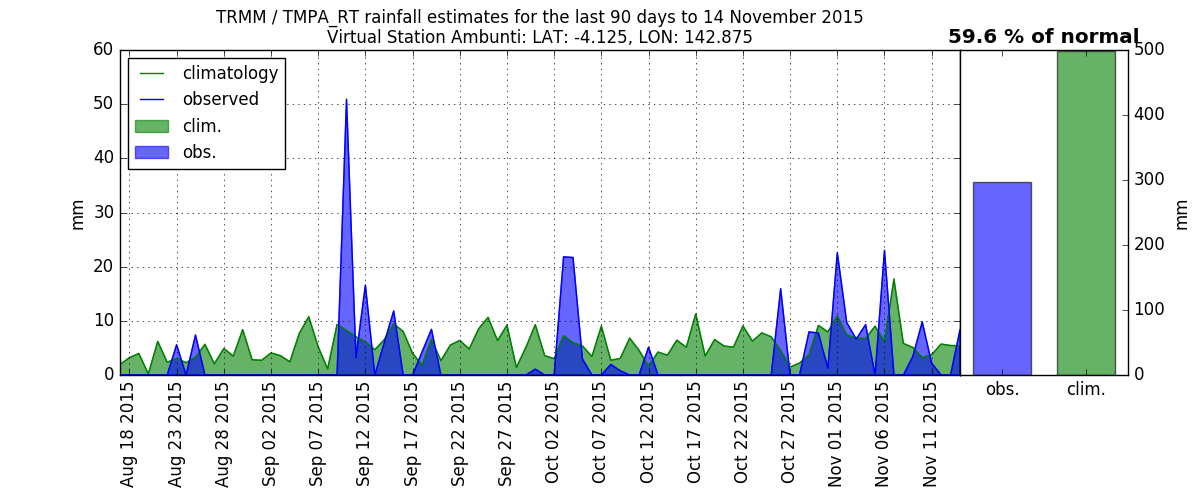 TRMM / TMPA_RT rainfall estimates for the last 90 days to 14 November 2015
Virtual Station Ambunti: LAT: -4.125, LON: 142.875
59.6 % of normal
60
50
40
30
20
10
0
mm
climatology
observed
clim.
obs.
Aug 18 2015
Aug 23 2015
Aug 28 2015
Sep 02 2015
Sep 07 2015
Sep 12 2015
Sep 17 2015
Sep 22 2015
Sep 27 2015
Oct 02 2015
Oct 07 2015
Oct 12 2015
Oct 17 2015
Oct 22 2015
Oct 27 2015
Nov 01 2015
Nov 06 2015
Nov 11 2015
obs.
clim.
500
400
300
200
100
0
mm